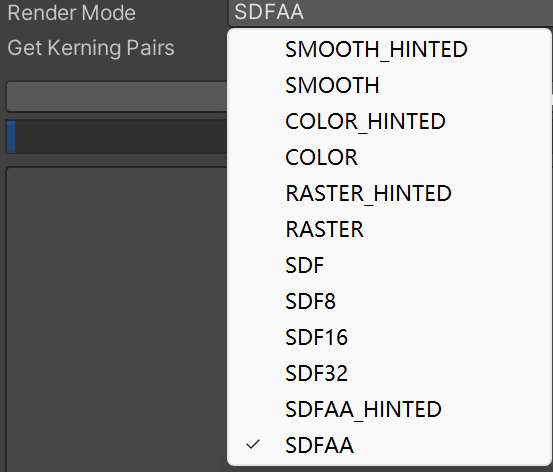 Render Mode
SDFAA
Get Kerning Pairs
SMOOTH_HINTED
SMOOTH
COLOR_HINTED
COLOR
RASTER_HINTED
RASTER
SDF
SDF8
SDF16
SDF32
SDFAA_HINTED
SDFAA